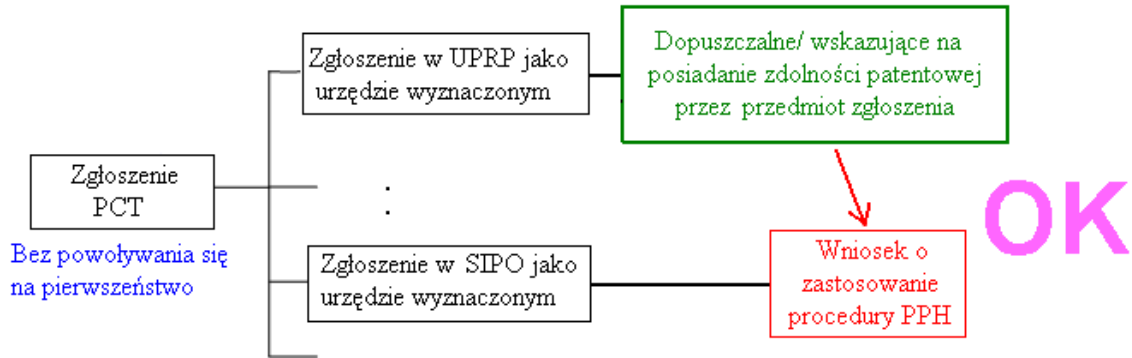 Zgłoszenie w UPRP jako
urzędzie wyznaczonym
Dopuszczalne/ wskazujące na
posiadanie zdolności patentowej
przez przedmiot zgłoszenia
Zgłoszenie
PCT
Bez powoływania się
na pierwszeństwo
OK
Zgłoszenie w SIPO jako
urzędzie wyznaczonym
Wniosek o
zastosowanie
procedury PPH